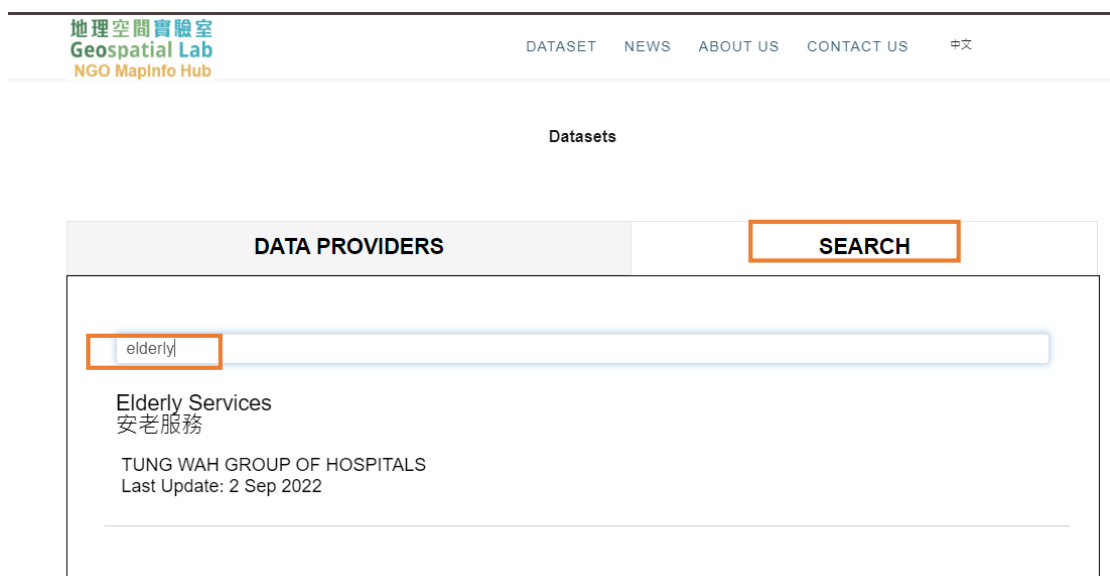 地理空間實驗室
Geospatial Lab
NGO MapInfo Hub
DATASET NEWS ABOUT US CONTACT US 中文
Datasets
DATA PROVIDERS SEARCH
elderly
Elderly Services
安老服務
TUNG WAH GROUP OF HOSPITALS
Last Update: 2 Sep 2022